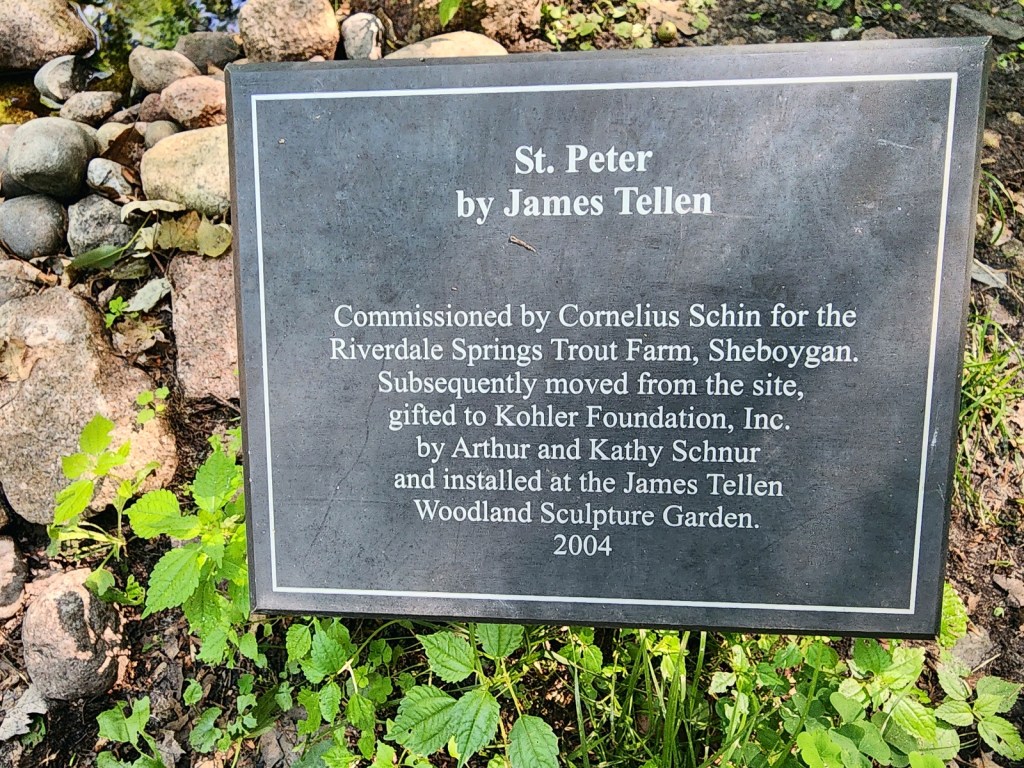 St. Peter
by James Tellen
Commissioned by Cornelius Schin for the
Riverdale Springs Trout Farm, Sheboygan.
Subsequently moved from the site,
gifted to Kohler Foundation, Inc.
by Arthur and Kathy Schnur
and installed at the James Tellen
Woodland Sculpture Garden.
2004